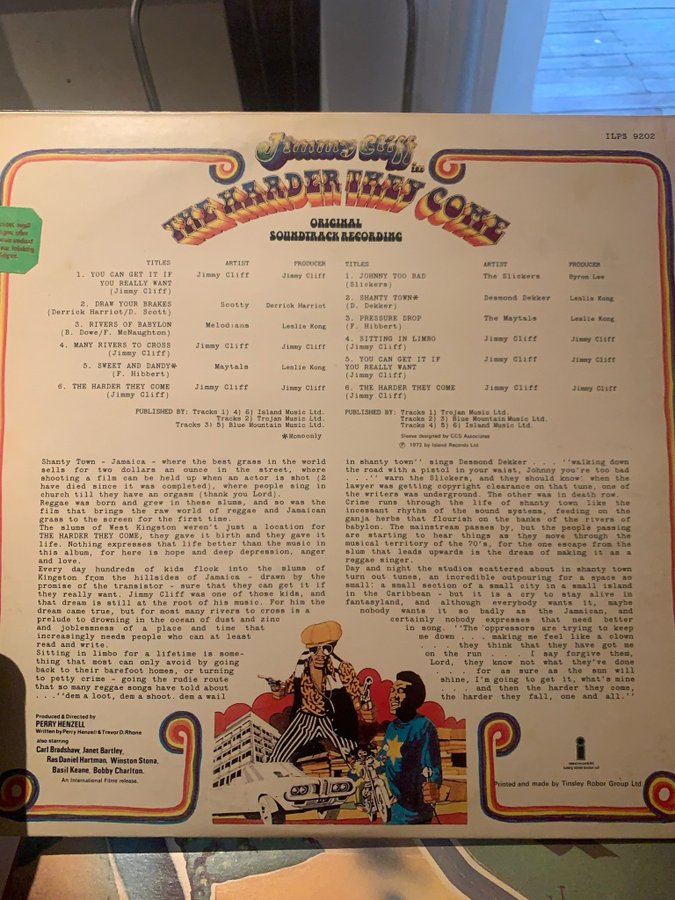 ILPS 9202
Jimmy Cliff
in
THE HARDER THEY COME
ORIGINAL
SOUNDTRACK RECORDING
TITLES ARTIST PRODUCER
1. YOU CAN GET IT IF Jimmy Cliff Jimmy Cliff
YOU REALLY WANT
(Jimmy Cliff)
2. DRAW YOUR BRAKES Scotty Derrick Harriot
(Derrick Harriot/D. Scott)
3. RIVERS OF BABYLON Melodians Leslie Kong
(B. Dowe/F. McNaughton)
4. MANY RIVERS TO CROSS Jimmy Cliff Jimmy Cliff
(Jimmy Cliff)
5. SWEET AND DANDY* Maytals Leslie Kong
(F. Hibbert)
6. THE HARDER THEY COME Jimmy Cliff Jimmy Cliff
(Jimmy Cliff)
PUBLISHED BY: Tracks 1) 4) 6) Island Music Ltd.
Tracks 2) Trojan Music Ltd.
Tracks 3) 5) Blue Mountain Music Ltd.
*Mono only
TITLES ARTIST PRODUCER
1. JOHNNY TOO BAD The Slickers Byron Lee
(Slickers)
2. SHANTY TOWN* Desmond Dekker Leslie Kong
(D. Dekker)
3. PRESSURE DROP The Maytals Leslie Kong
(F. Hibbert)
4. SITTING IN LIMBO Jimmy Cliff Jimmy Cliff
(Jimmy Cliff)
5. YOU CAN GET IT IF Jimmy Cliff Jimmy Cliff
YOU REALLY WANT
(Jimmy Cliff)
6. THE HARDER THEY COME Jimmy Cliff Jimmy Cliff
(Jimmy Cliff)
PUBLISHED BY: Tracks 1) Trojan Music Ltd.
Tracks 2) 3) Blue Mountain Music Ltd.
Tracks 4) 5) 6) Island Music Ltd.
Sleeve designed by CCS Associates
℗ 1972 by Island Records Ltd
Shanty Town - Jamaica - where the best grass in the world
sells for two dollars an ounce in the street, where
shooting a film can be held up when an actor is shot (2
have died since it was completed), where people sing in
church till they have an orgasm (thank you Lord).
Reggae was born and grew in these slums, and so was the
film that brings the raw world of reggae and Jamaican
grass to the screen for the first time.
The slums of West Kingston weren't just a location for
THE HARDER THEY COME, they gave it birth and they gave it
life. Nothing expresses that life better than the music in
this album, for here is hope and deep depression, anger
and love.
Every day hundreds of kids flock into the slums of
Kingston from the hillsides of Jamaica - drawn by the
promise of the transistor - sure that they can get it if
they really want. Jimmy Cliff was one of those kids, and
that dream is still at the root of his music. For him the
dream came true, but for most many rivers to cross is a
prelude to drowning in the ocean of dust and zinc
and joblessness of a place and time that
increasingly needs people who can at least
read and write.
Sitting in limbo for a lifetime is some-
thing that most can only avoid by going
back to their barefoot homes, or turning
to petty crime - going the rudie route
that so many reggae songs have told about
. . .''dem a loot, dem a shoot. dem a wail
in shanty town'' sings Desmond Dekker . . . ''walking down
the road with a pistol in your waist, Johnny you're too bad
. . .'' warn the Slickers, and they should know: when the
lawyer was getting copyright clearance on that tune, one of
the writers was underground. The other was in death row.
Crime runs through the life of shanty town like the
incessant rhythm of the sound systems, feeding on the
ganja herbs that flourish on the banks of the rivers of
babylon. The mainstream passes by, but the people passing
are starting to hear things as they move through the
musical territory of the 70's, for the one escape from the
slum that leads upwards is the dream of making it as a
reggae singer.
Day and night the studios scattered about in shanty town
turn out tunes, an incredible outpouring for a space so
small: a small section of a small city in a small island
in the Caribbean - but it is a cry to stay alive in
fantasyland, and although everybody wants it, maybe
nobody wants it so badly as the Jamaican, and
certainly nobody expresses that need better
in song. ''The oppressors are trying to keep
me down . . . making me feel like a clown
. . . they think that they have got me
on the run . . . I say forgive them,
Lord, they know not what they've done
. . . for as sure as the sun will
shine, I'm going to get it, what's mine
. . . and then the harder they come,
the harder they fall, one and all.''
Produced & Directed by
PERRY HENZELL
Written by Perry Henzell & Trevor D. Rhone
also starring
Carl Bradshaw, Janet Bartley,
Ras Daniel Hartman, Winston Stona,
Basil Keane, Bobby Charlton.
An International Films release.
Printed and made by Tinsley Robor Group Ltd